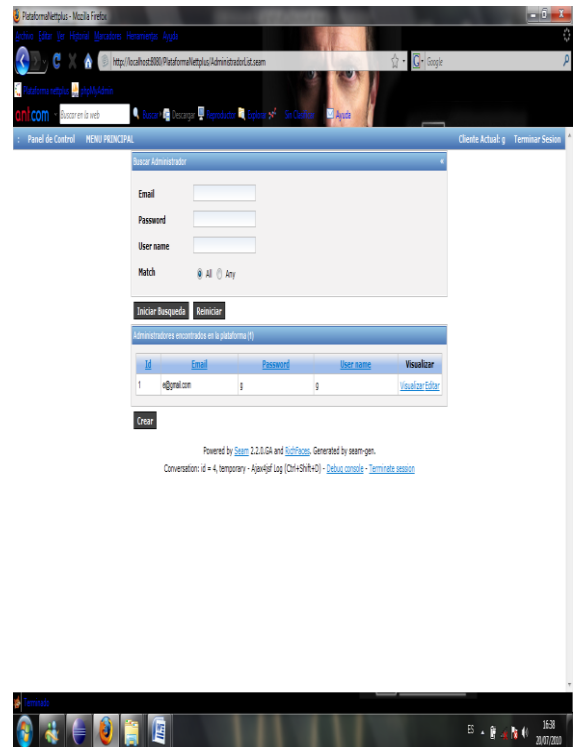 PlataformaNettplus - Mozilla Firefox
Archivo Editar Ver Historial Marcadores Herramientas Ayuda
http://localhost:8080/PlataformaNettplus/AdministradorList.seam
Google
Plataforma nettplus phpMyAdmin
antcom Buscar en la web Buscar Descargar Reproductor Explorar Ayuda
: Panel de Control MENU PRINCIPAL Cliente Actual: g Terminar Sesion
Buscar Administrador
Email
Password
User name
Match All Any
Iniciar Busqueda Reiniciar
Administradores encontrados en la plataforma (1)
Id Email Password User name Visualizar
1 e@gmail.com g g Visualizar Editar
Crear
Powered by Seam 2.2.0.GA and RichFaces. Generated by seam-gen.
Conversation: id = 4, temporary - Ajax4jsf Log (Ctrl+Shift+D) - Debug console - Terminate session
Terminado
ES 16:38
20/07/2010